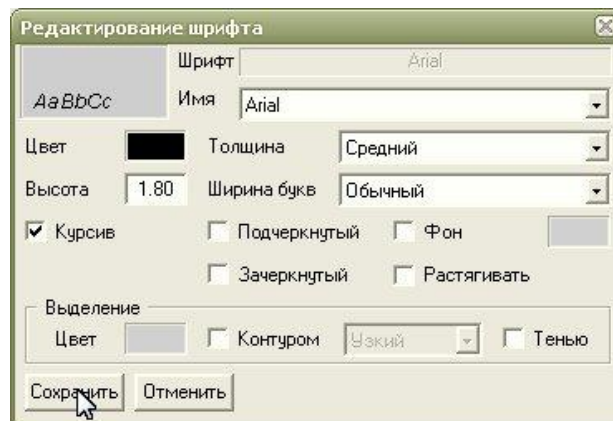 Редактирование шрифта
Шрифт Arial
AaBbCc Имя Arial
Цвет Толщина Средний
Высота 1.80 Ширина букв Обычный
Курсив Подчеркнутый Фон
Зачеркнутый Растягивать
Выделение
Цвет Контуром Узкий Тенью
Сохранить Отменить